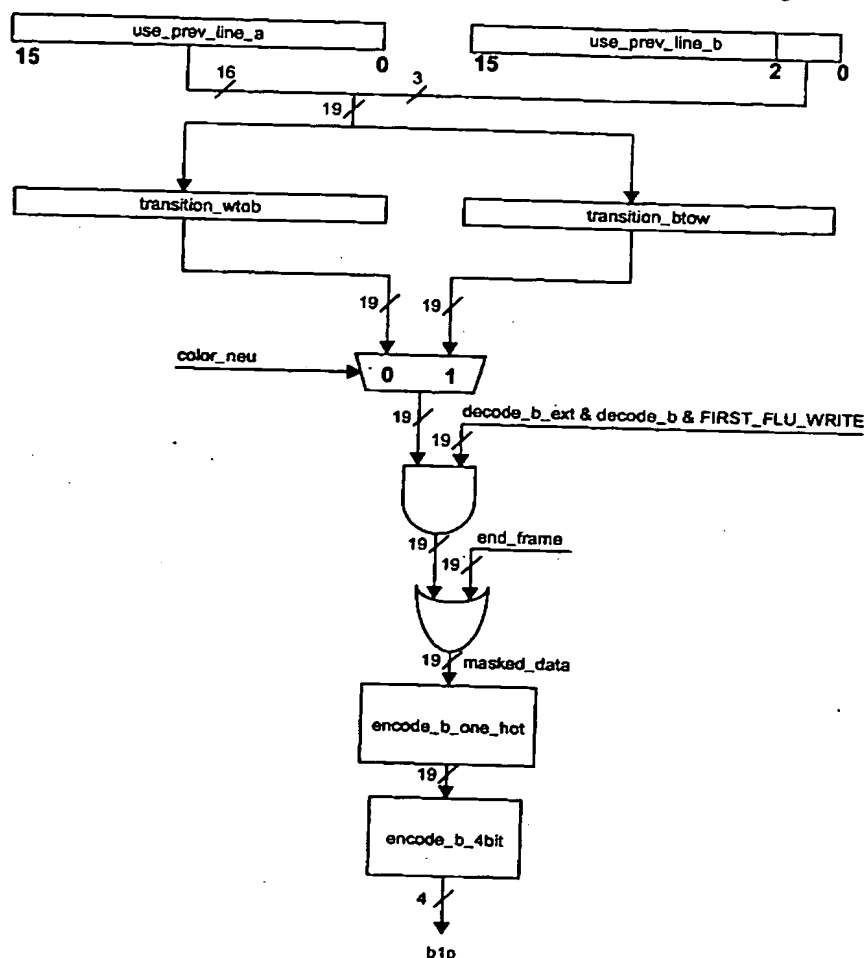 use_prev_line_a
use_prev_line_b
15
0
15
2
0
16
3
19
transition_wtob
transition_btow
19
19
color_neu
0
1
19
decode_b_ext & decode_b & FIRST_FLU_WRITE
19
19
end_frame
19
19
masked_data
encode_b_one_hot
19
encode_b_4bit
4
b1p